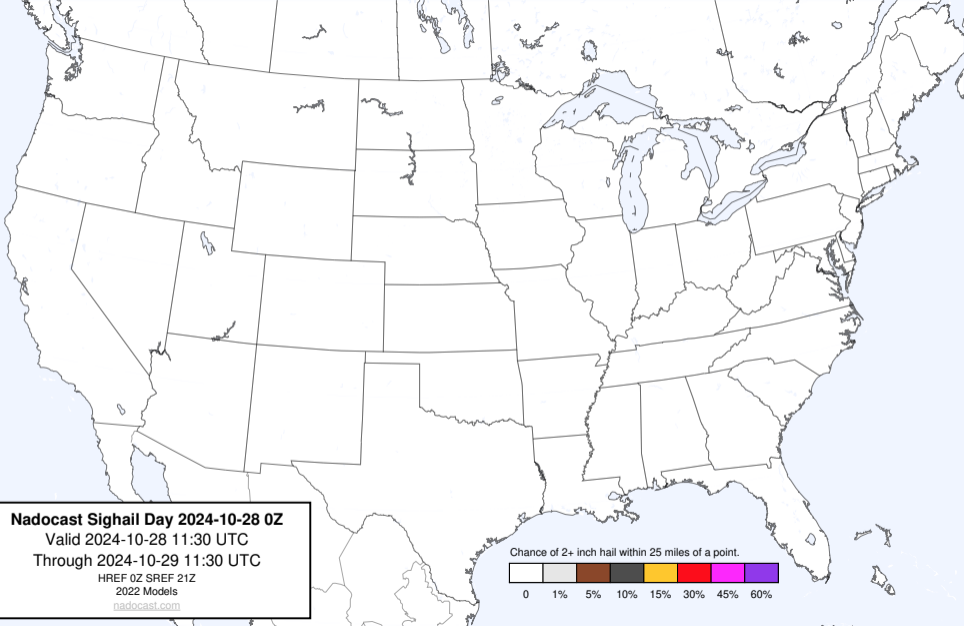 Nadocast Sighail Day 2024-10-28 0Z
Valid 2024-10-28 11:30 UTC
Through 2024-10-29 11:30 UTC
HREF 0Z SREF 21Z
2022 Models
nadocast.com
Chance of 2+ inch hail within 25 miles of a point.
0 1% 5% 10% 15% 30% 45% 60%